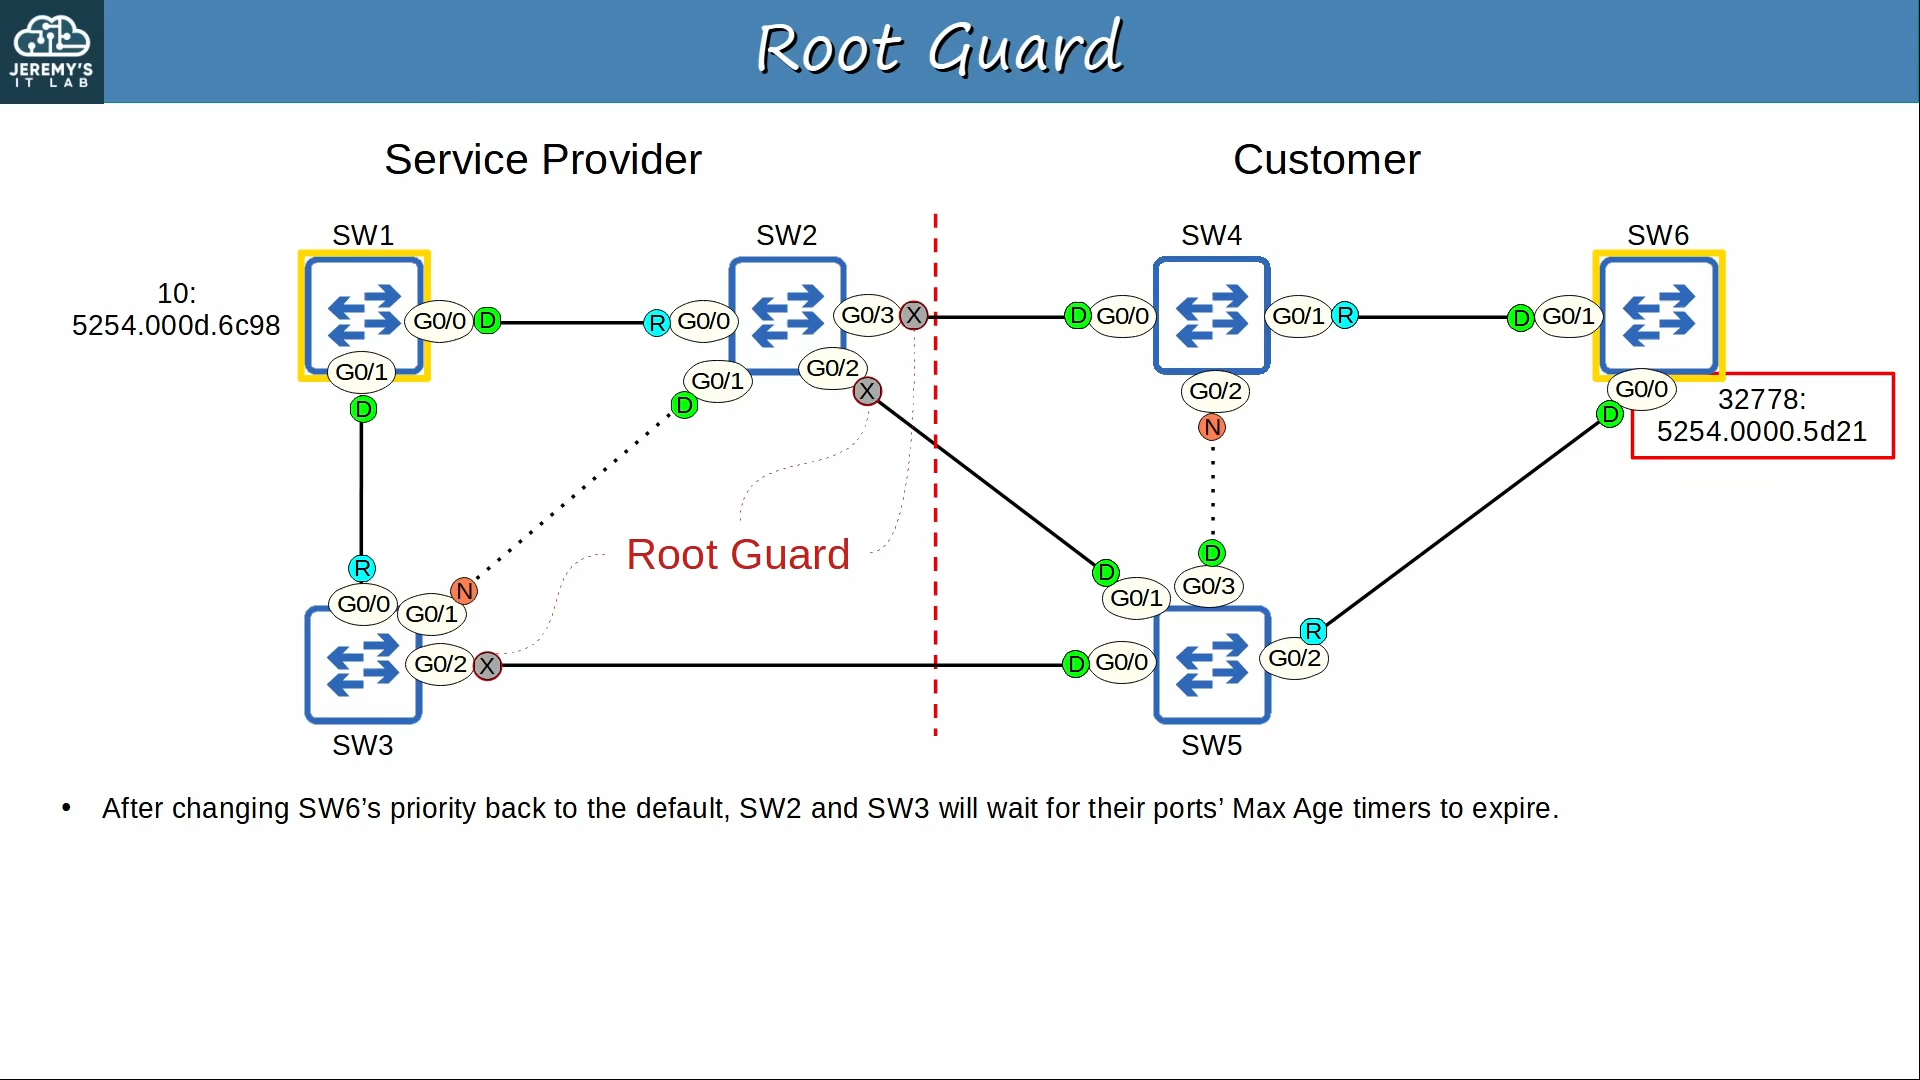 JEREMY'S
IT LAB
Root Guard
Service Provider
Customer
SW1
SW2
SW4
SW6
10:
5254.000d.6c98
G0/0 D
R G0/0
G0/3 X
D G0/0
G0/1 R
D G0/1
G0/1
D
G0/1
D
G0/2
X
G0/2
N
G0/0
D
32778:
5254.0000.5d21
Root Guard
R
G0/0
N
G0/1
G0/2 X
D
G0/1
D
G0/3
D G0/0
R
G0/2
SW3
SW5
• After changing SW6’s priority back to the default, SW2 and SW3 will wait for their ports’ Max Age timers to expire.